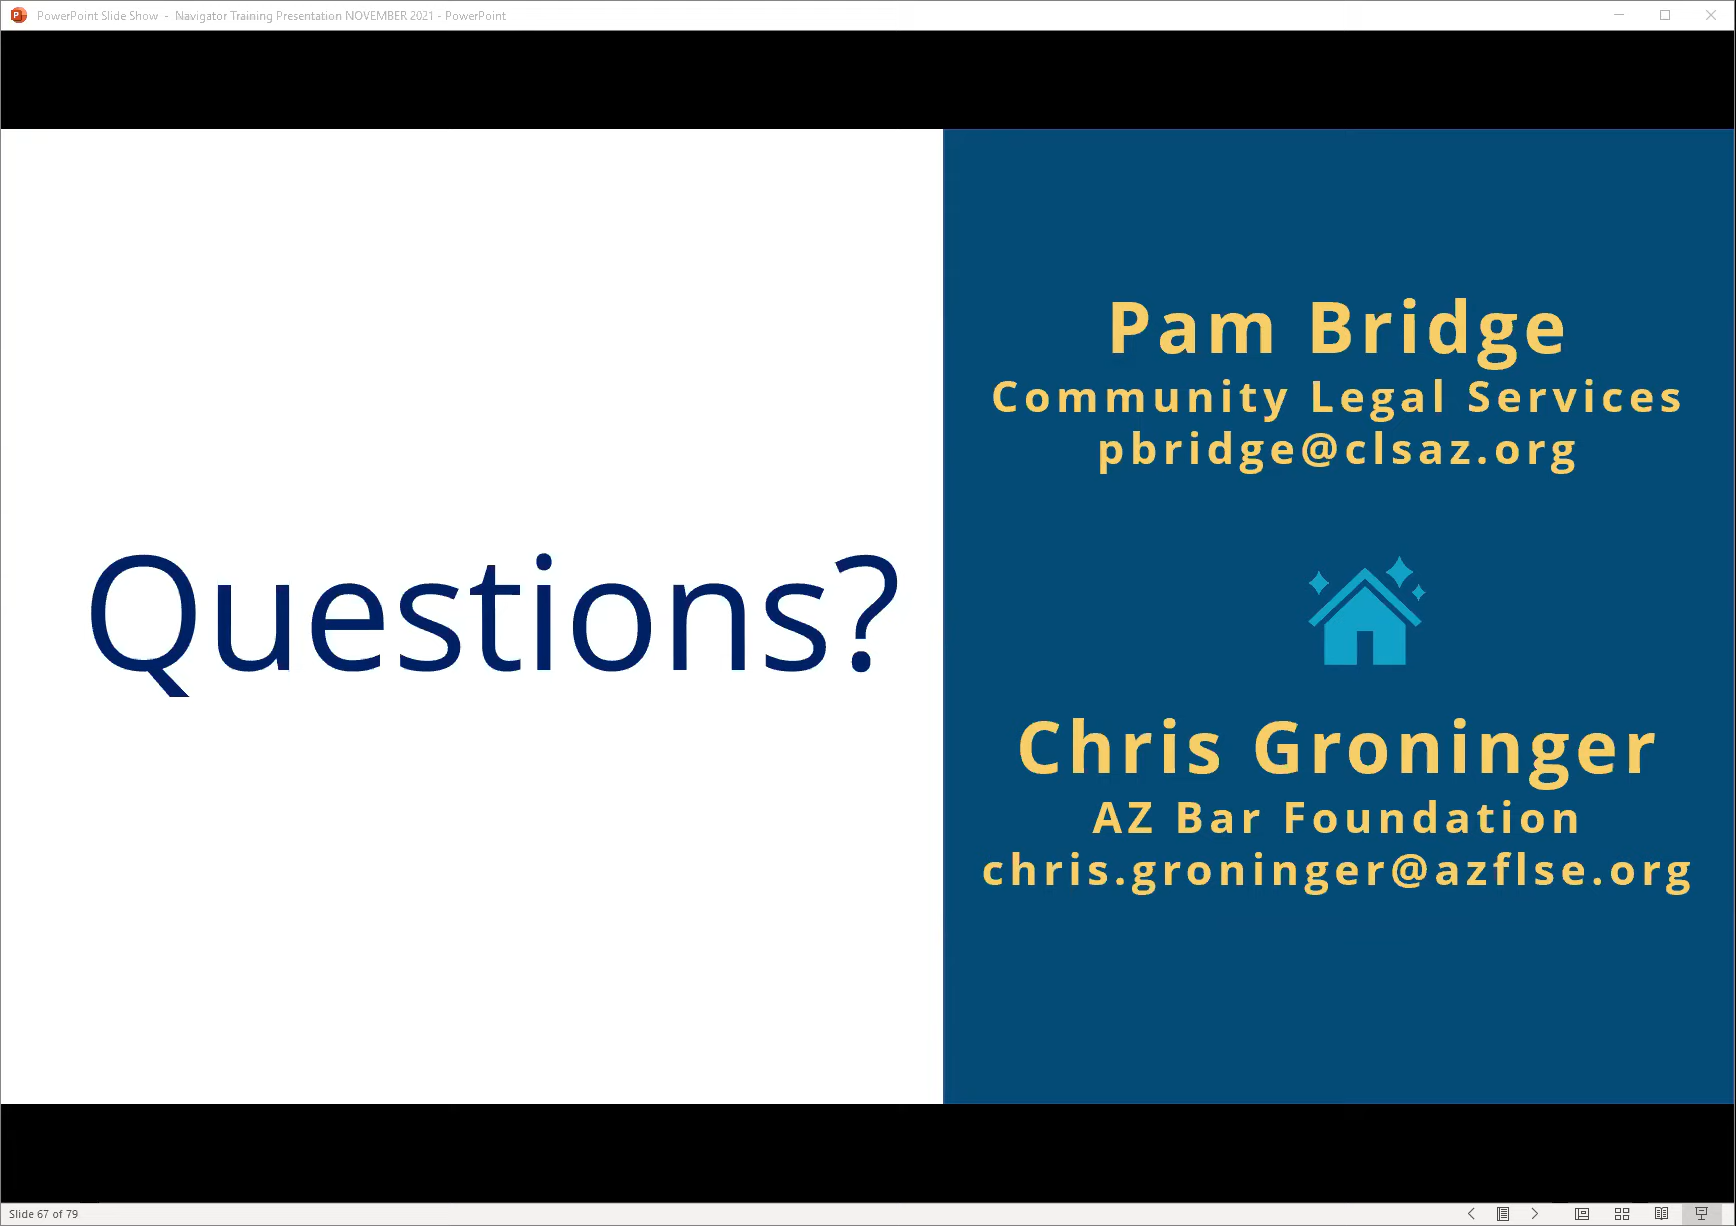 PowerPoint Slide Show - Navigator Training Presentation NOVEMBER 2021 - PowerPoint
Questions?
Pam Bridge
Community Legal Services
pbridge@clsaz.org
Chris Groninger
AZ Bar Foundation
chris.groninger@azflse.org
Slide 67 of 79